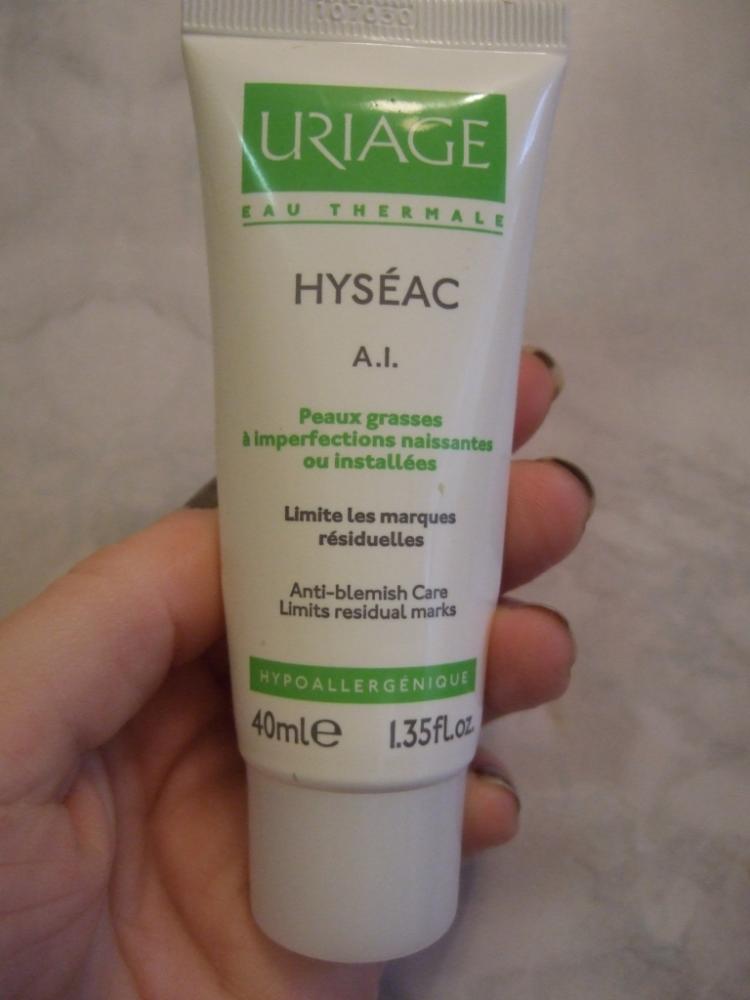 URIAGE
EAU THERMALE
HYSÉAC
A.I.
Peaux grasses
à imperfections naissantes
ou installées
Limite les marques
résiduelles
Anti-blemish Care
Limits residual marks
HYPOALLERGÉNIQUE
40ml℮ 1.35fl.oz.